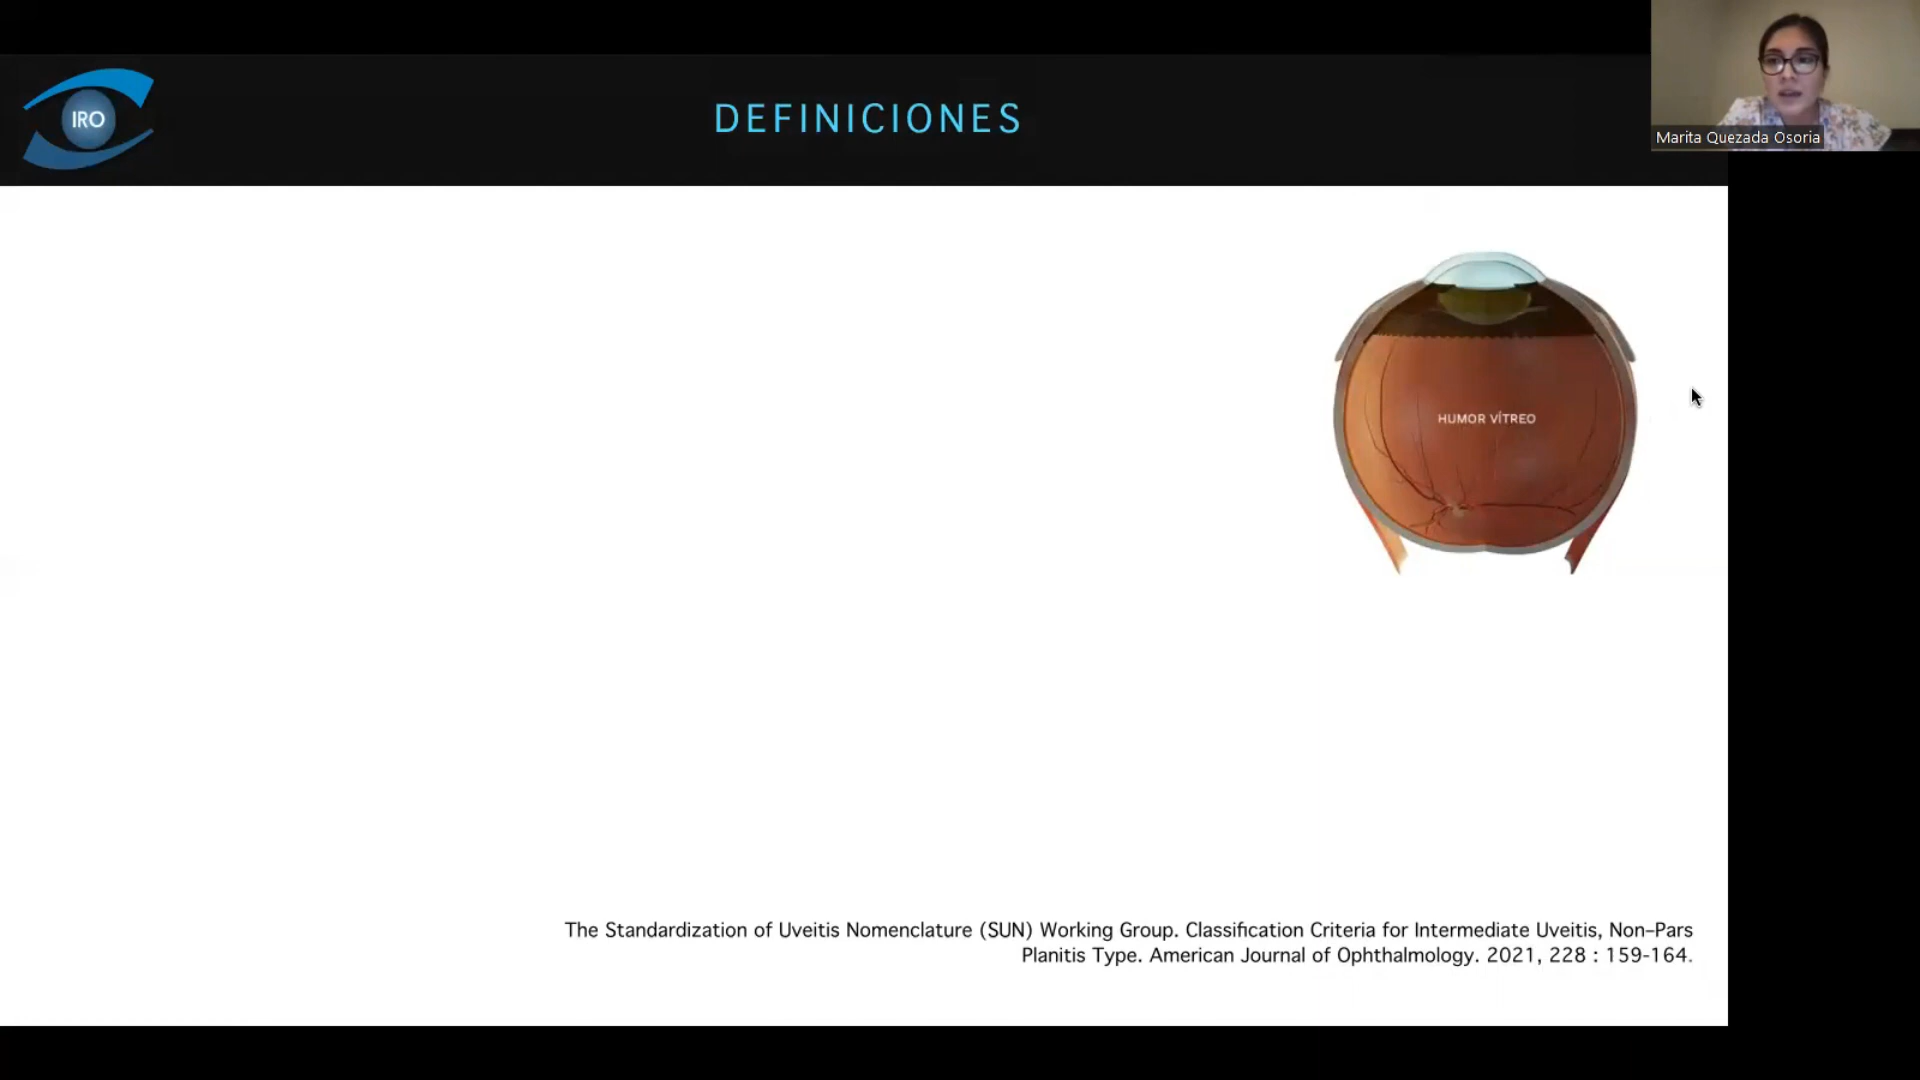 IRO
DEFINICIONES
Marita Quezada Osoria
HUMOR VÍTREO
The Standardization of Uveitis Nomenclature (SUN) Working Group. Classification Criteria for Intermediate Uveitis, Non-Pars
Planitis Type. American Journal of Ophthalmology. 2021, 228 : 159-164.